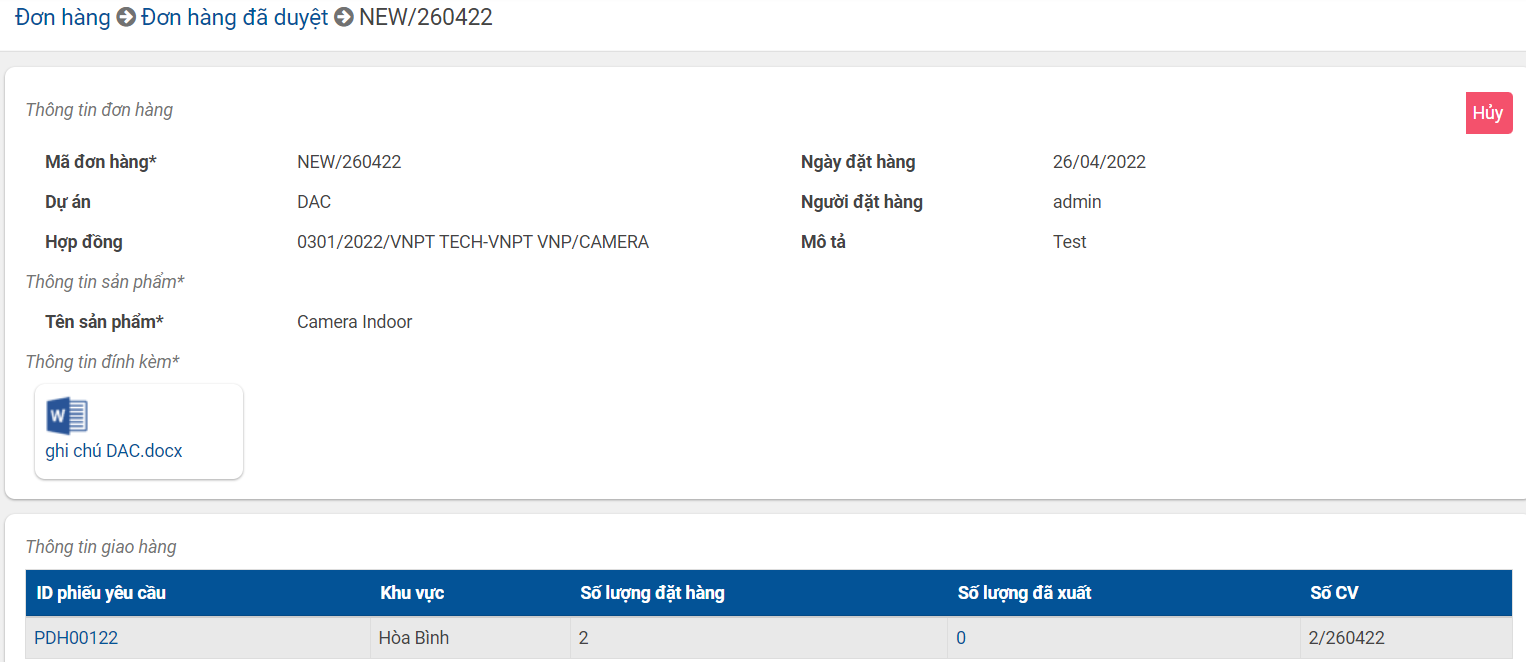 Đơn hàng Đơn hàng đã duyệt NEW/260422
Thông tin đơn hàng
Hủy
Mã đơn hàng* NEW/260422 Ngày đặt hàng 26/04/2022
Dự án DAC Người đặt hàng admin
Hợp đồng 0301/2022/VNPT TECH-VNPT VNP/CAMERA Mô tả Test
Thông tin sản phẩm*
Tên sản phẩm* Camera Indoor
Thông tin đính kèm*
W
ghi chú DAC.docx
Thông tin giao hàng
ID phiếu yêu cầu Khu vực Số lượng đặt hàng Số lượng đã xuất Số CV
PDH00122 Hòa Bình 2 0 2/260422